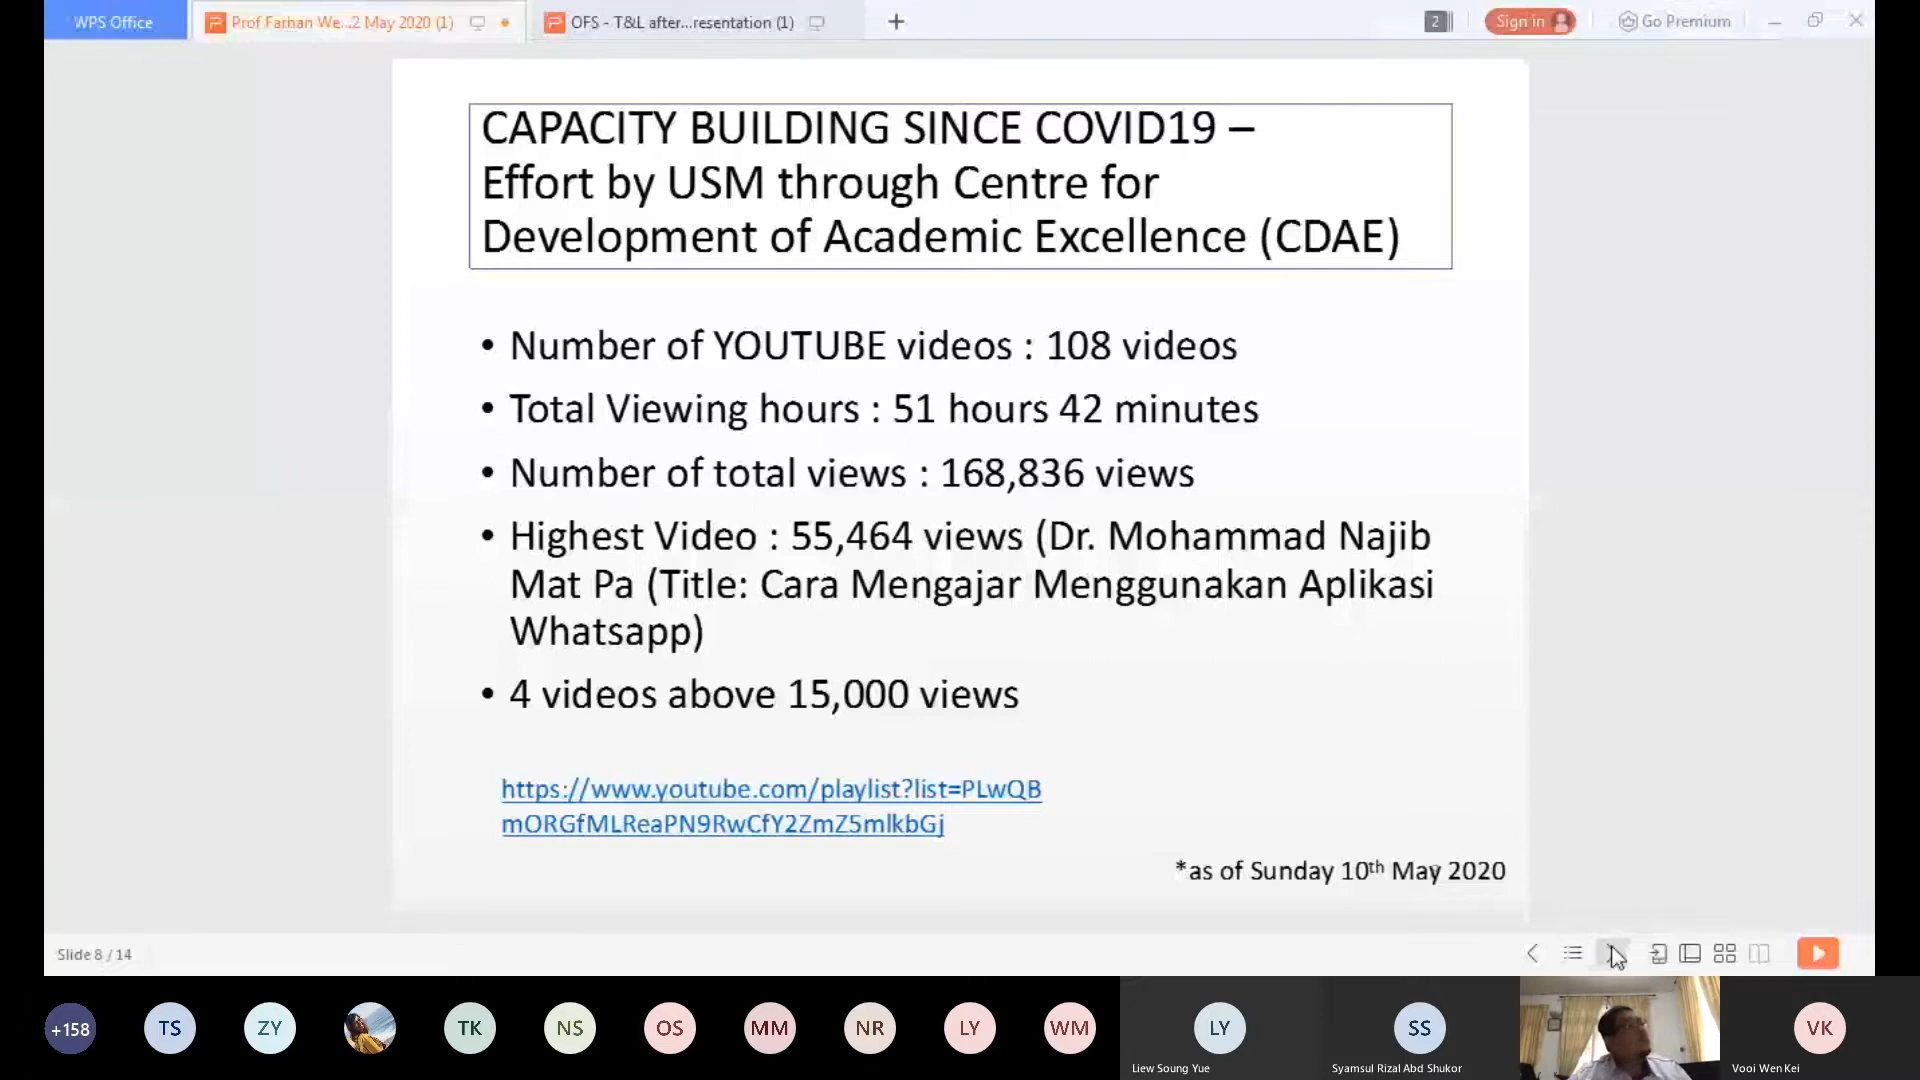 WPS Office
Prof Farhan We...2 May 2020 (1)
OFS - T&L after...resentation (1)
2
Sign in
Go Premium
CAPACITY BUILDING SINCE COVID19 –
Effort by USM through Centre for
Development of Academic Excellence (CDAE)
• Number of YOUTUBE videos : 108 videos
• Total Viewing hours : 51 hours 42 minutes
• Number of total views : 168,836 views
• Highest Video : 55,464 views (Dr. Mohammad Najib
Mat Pa (Title: Cara Mengajar Menggunakan Aplikasi
Whatsapp)
• 4 videos above 15,000 views
https://www.youtube.com/playlist?list=PLwQB
mORGfMLReaPN9RwCfY2ZmZ5mlkbGj
*as of Sunday 10th May 2020
Slide 8 / 14
+158
TS
ZY
TK
NS
OS
MM
NR
LY
WM
LY
SS
VK
Liew Soung Yue
Syamsul Rizal Abd Shukor
Vooi Wen Kei